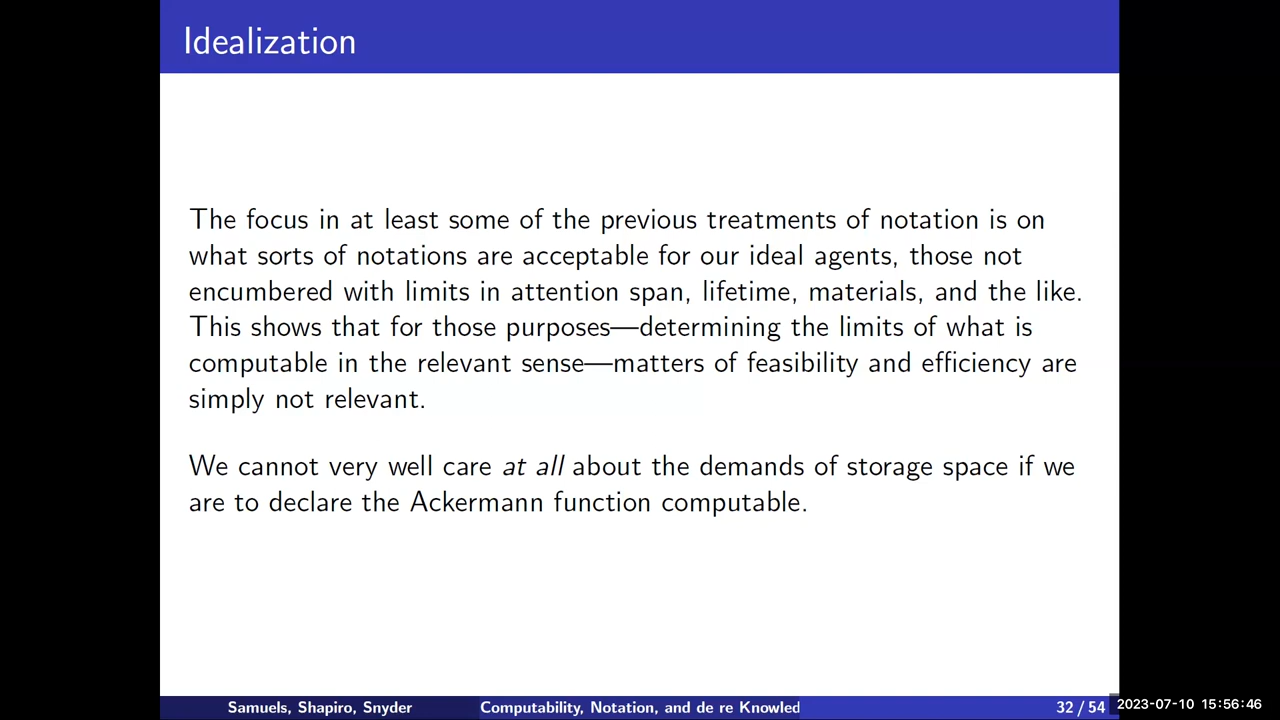 Idealization
The focus in at least some of the previous treatments of notation is on
what sorts of notations are acceptable for our ideal agents, those not
encumbered with limits in attention span, lifetime, materials, and the like.
This shows that for those purposes—determining the limits of what is
computable in the relevant sense—matters of feasibility and efficiency are
simply not relevant.
We cannot very well care at all about the demands of storage space if we
are to declare the Ackermann function computable.
Samuels, Shapiro, Snyder
Computability, Notation, and de re Knowled
32 / 54
2023-07-10 15:56:46